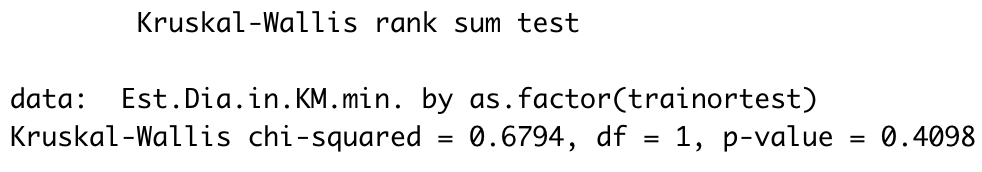 Kruskal-Wallis rank sum test
data:  Est.Dia.in.KM.min. by as.factor(trainortest)
Kruskal-Wallis chi-squared = 0.6794, df = 1, p-value = 0.4098